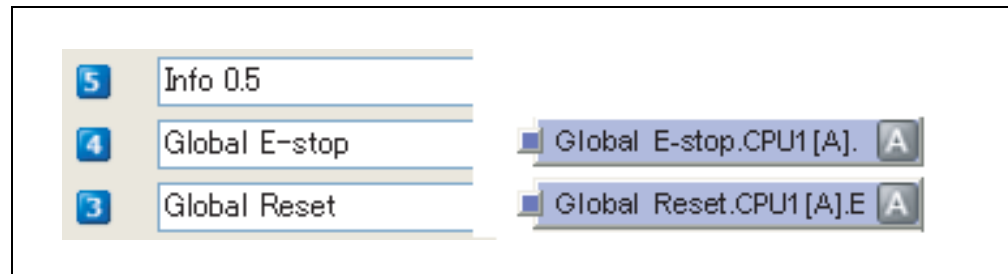 5 Info 0.5
4 Global E-stop Global E-stop.CPU1[A]. A
3 Global Reset Global Reset.CPU1[A].E A